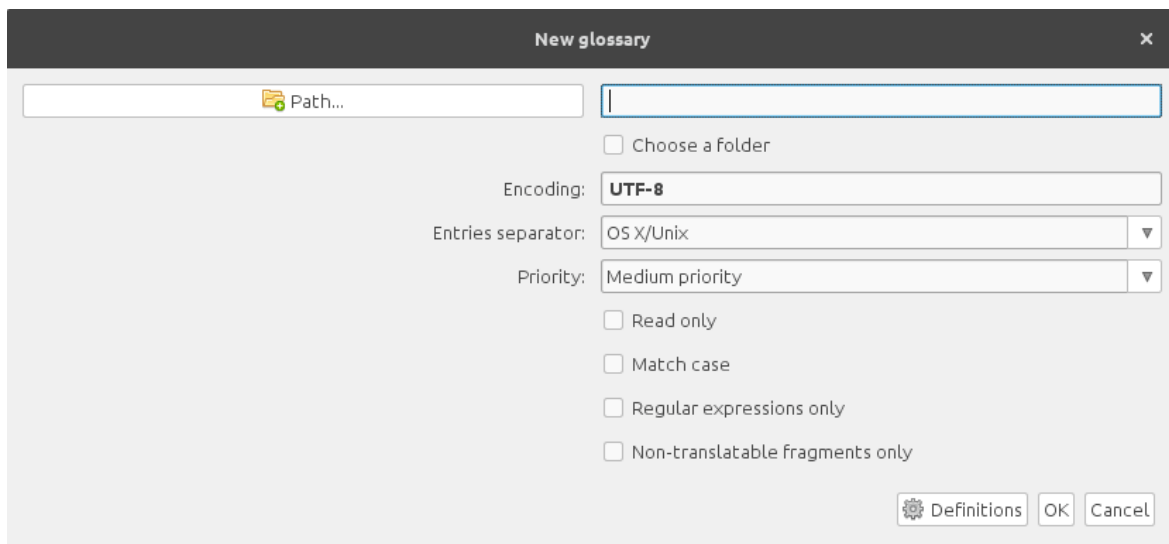 New glossary ×
Path...
Choose a folder
Encoding: UTF-8
Entries separator: OS X/Unix
Priority: Medium priority
Read only
Match case
Regular expressions only
Non-translatable fragments only
Definitions OK Cancel